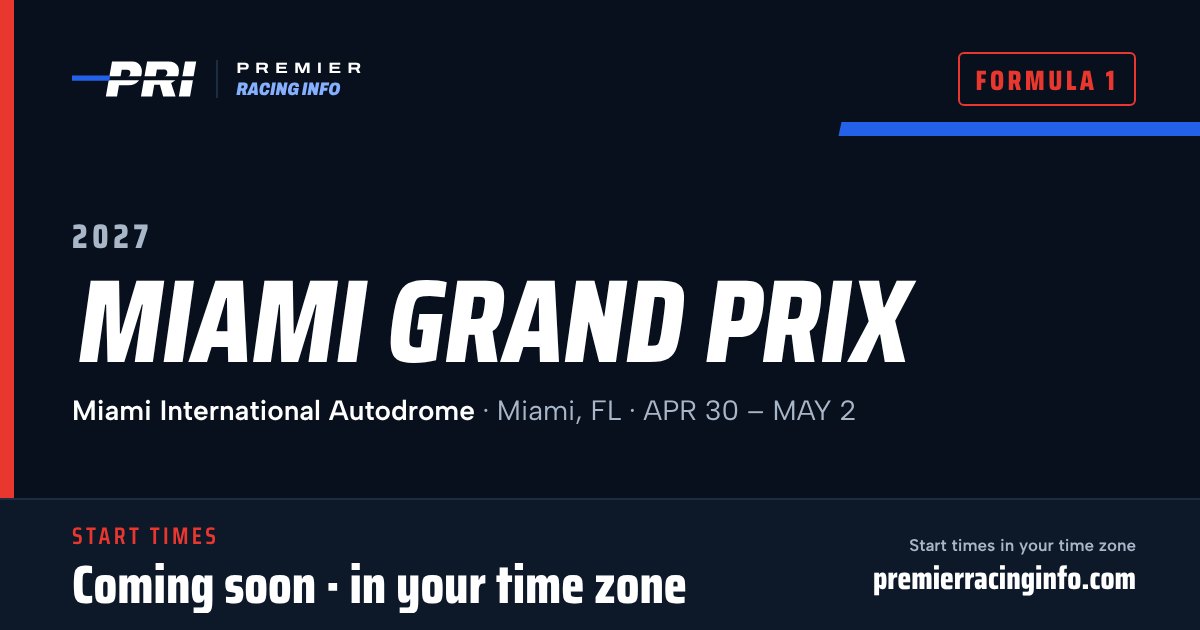 PRI
PREMIER
RACING INFO
FORMULA 1
2027
MIAMI GRAND PRIX
Miami International Autodrome · Miami, FL · APR 30 – MAY 2
START TIMES
Coming soon · in your time zone
Start times in your time zone
premierracinginfo.com